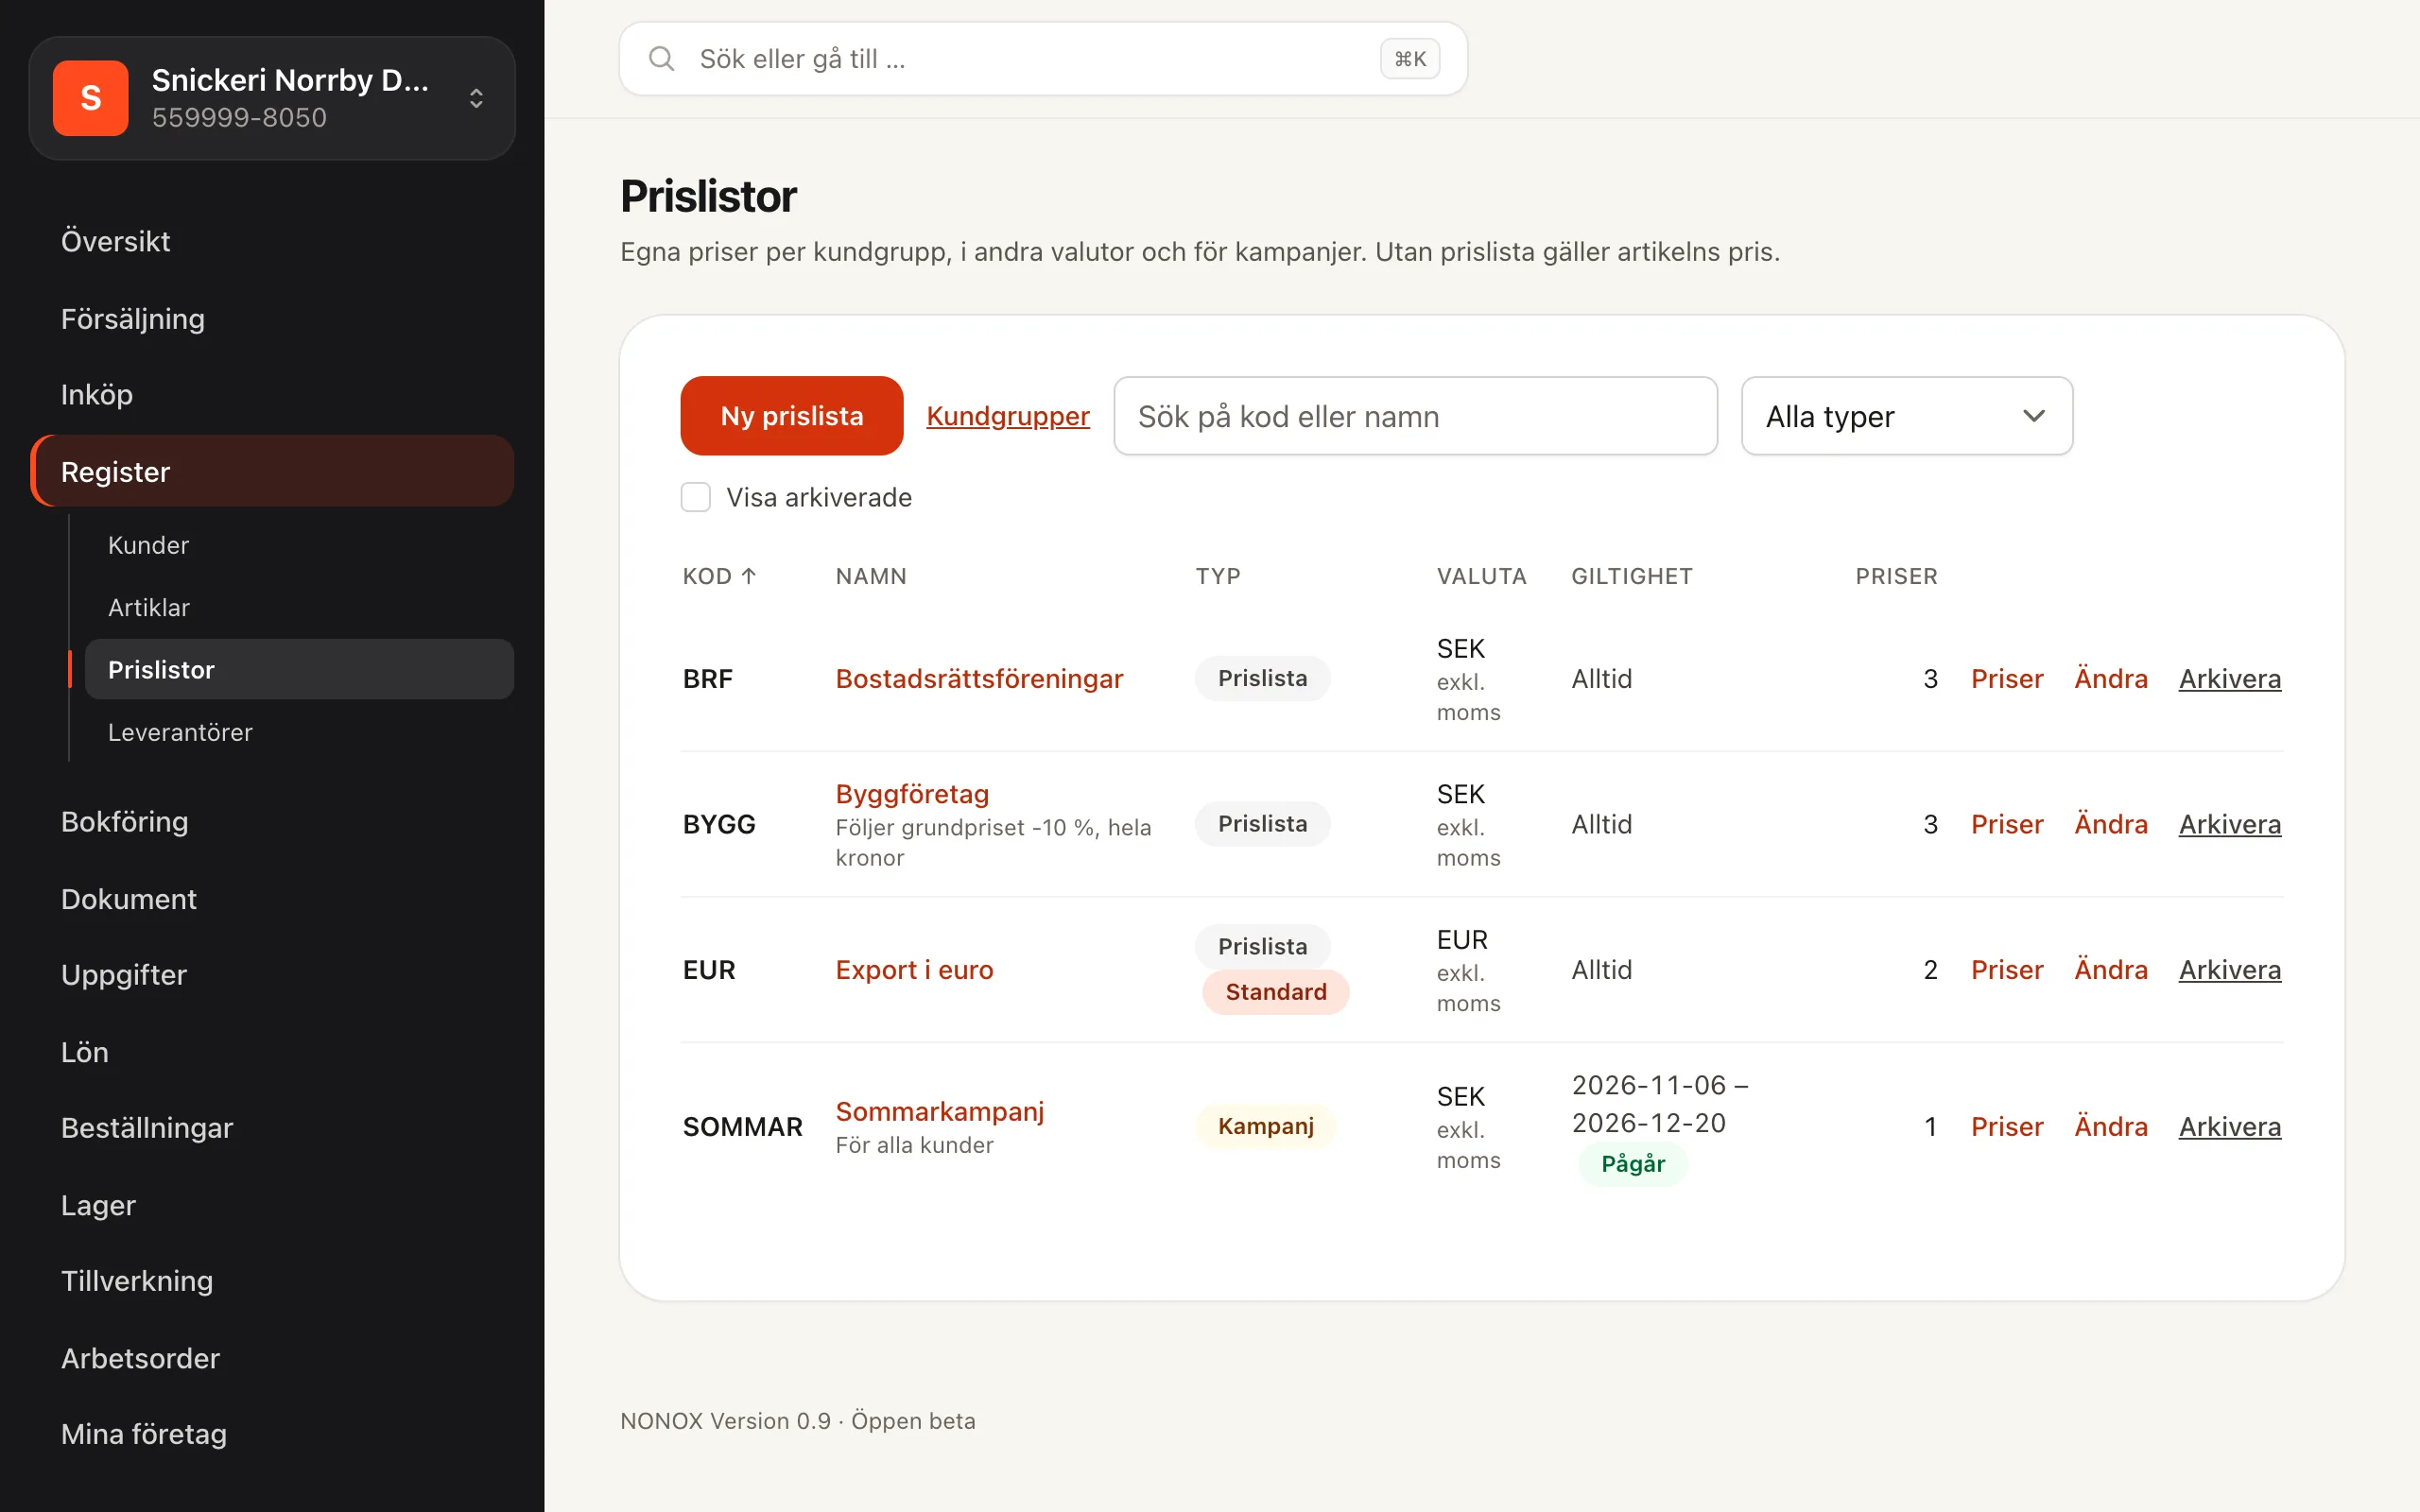 S
Snickeri Norrby D...
559999-8050
Översikt
Försäljning
Inköp
Register
Kunder
Artiklar
Prislistor
Leverantörer
Bokföring
Dokument
Uppgifter
Lön
Beställningar
Lager
Tillverkning
Arbetsorder
Mina företag
Sök eller gå till ...
⌘K
Prislistor
Egna priser per kundgrupp, i andra valutor och för kampanjer. Utan prislista gäller artikelns pris.
Ny prislista
Kundgrupper
Sök på kod eller namn
Alla typer
Visa arkiverade
KOD ↑ NAMN TYP VALUTA GILTIGHET PRISER
BRF Bostadsrättsföreningar Prislista SEK exkl. moms Alltid 3 Priser Ändra Arkivera
BYGG Byggföretag Följer grundpriset -10 %, hela kronor Prislista SEK exkl. moms Alltid 3 Priser Ändra Arkivera
EUR Export i euro Prislista Standard EUR exkl. moms Alltid 2 Priser Ändra Arkivera
SOMMAR Sommarkampanj För alla kunder Kampanj SEK exkl. moms 2026-11-06 – 2026-12-20 Pågår 1 Priser Ändra Arkivera
NONOX Version 0.9 · Öppen beta